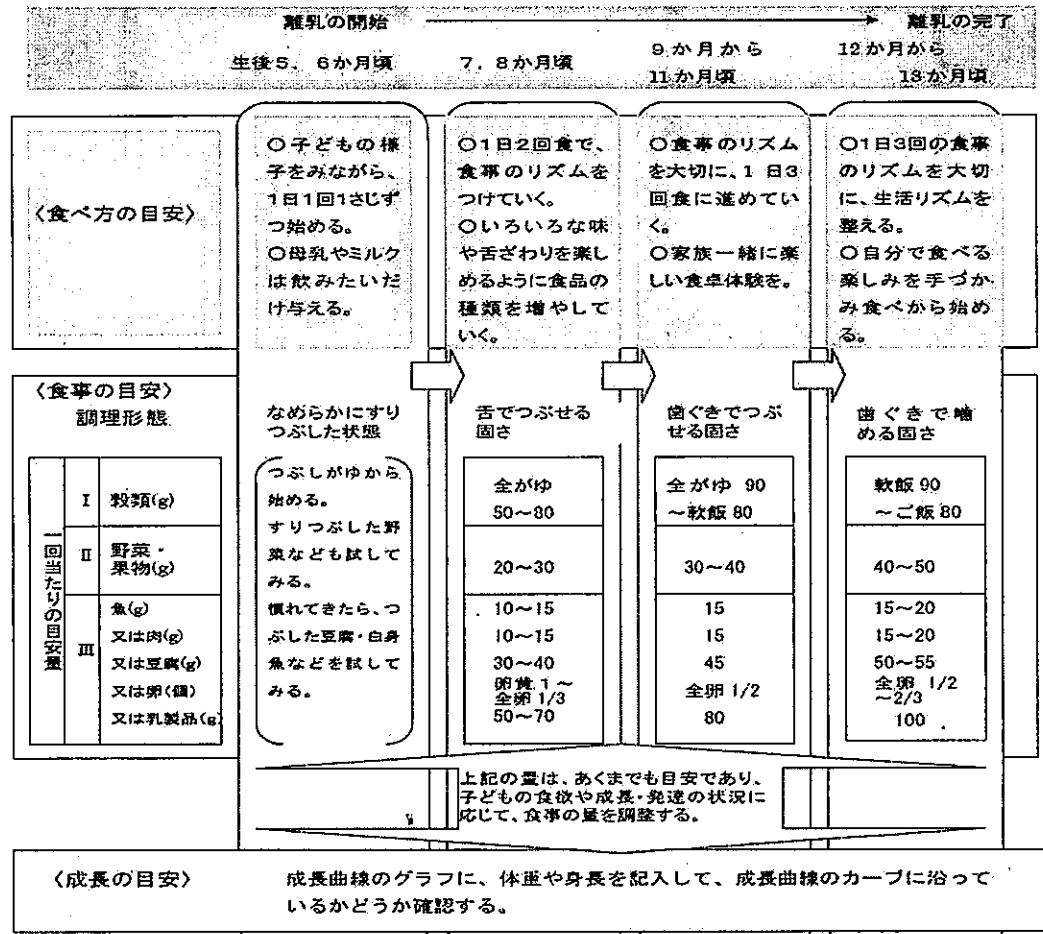 離乳の開始 離乳の完了
生後5，6か月頃
7，8か月頃
9か月から
11か月頃
12か月から
18か月頃
〈食べ方の目安〉
〇子どもの様
子をみながら、
1日1回1さじず
つ始める。
〇母乳やミルク
は飲みたいだ
け与える。
〇1日2回食で、
食事のリズムを
つけていく。
〇いろいろな味
や舌ざわりを楽し
めるように食品の
種類を増やして
いく。
〇食事のリズム
を大切に、1日3
回食に進めてい
く。
〇家族一緒に楽
しい食卓体験を。
〇1日3回の食事
のリズムを大切
に、生活リズムを
整える。
〇自分で食べる
楽しみを手づか
み食べから始め
る。
〈食事の目安〉
調理形態
なめらかにすり
つぶした状態
舌でつぶせる
固さ
歯ぐきでつぶ
せる固さ
歯ぐきで噛
める固さ
一回当たりの目安量
Ⅰ 穀類(g)
つぶしがゆから
始める。
すりつぶした野
菜なども試して
みる。
慣れてきたら、つ
ぶした豆腐・白身
魚などを試して
みる。
全がゆ
50～80
全がゆ 90
～軟飯 80
軟飯 90
～ご飯 80
Ⅱ 野菜・
果物(g)
20～30
30～40
40～50
Ⅲ
魚(g) 10～15 15 15～20
又は肉(g) 10～15 15 15～20
又は豆腐(g) 30～40 45 50～55
又は卵(個) 卵黄 1～
全卵 1/3
全卵 1/2
全卵 1/2
～2/3
又は乳製品(g) 50～70 80 100
上記の量は、あくまでも目安であり、
子どもの食欲や成長・発達の状況に
応じて、食事の量を調整する。
〈成長の目安〉
成長曲線のグラフに、体重や身長を記入して、成長曲線のカーブに沿って
いるかどうか確認する。